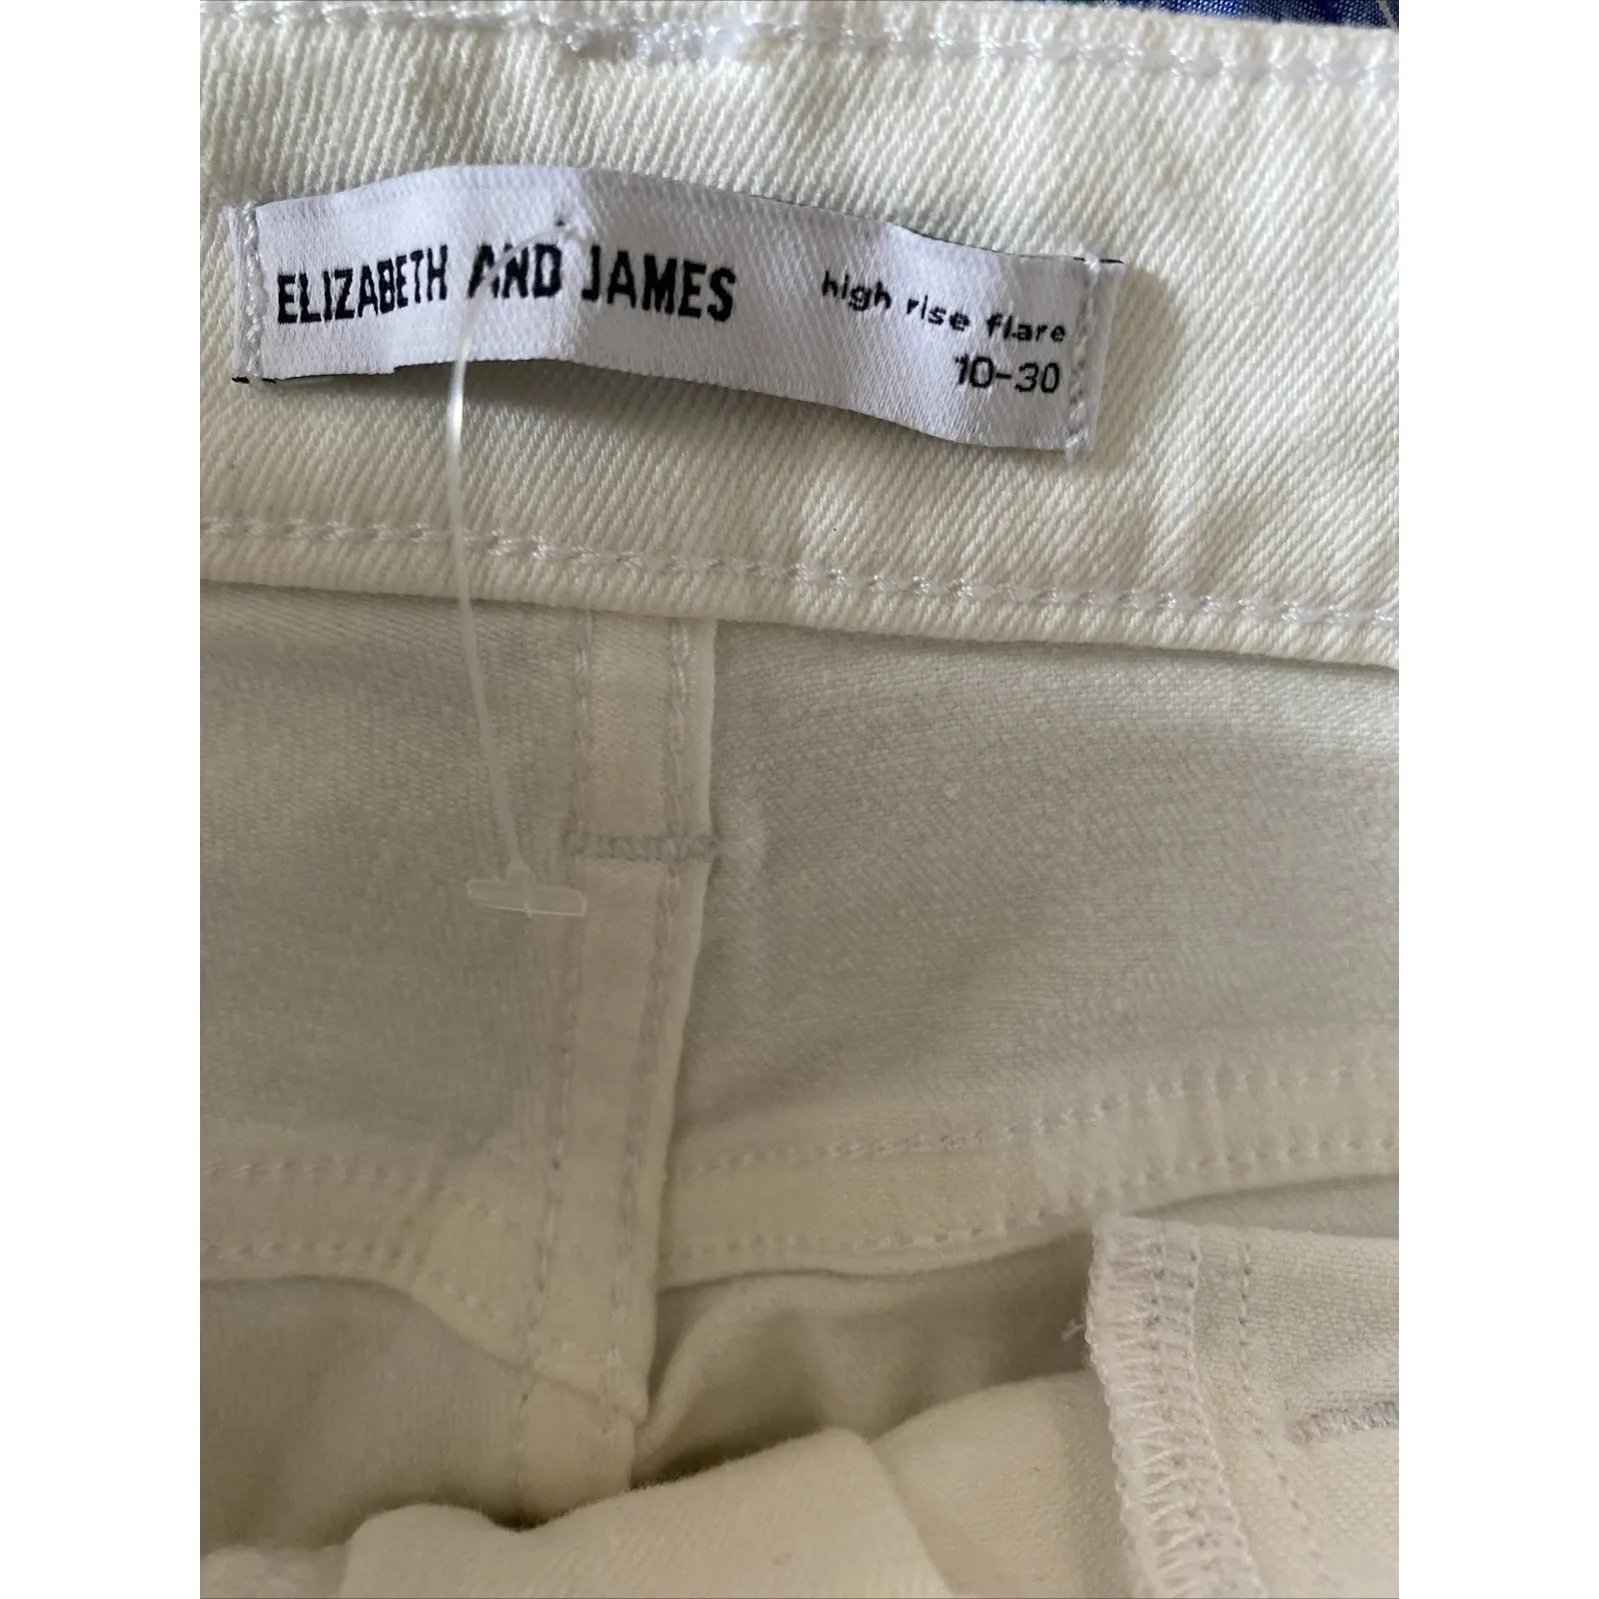 ELIZABETH AND JAMES
high rise flare
10-30